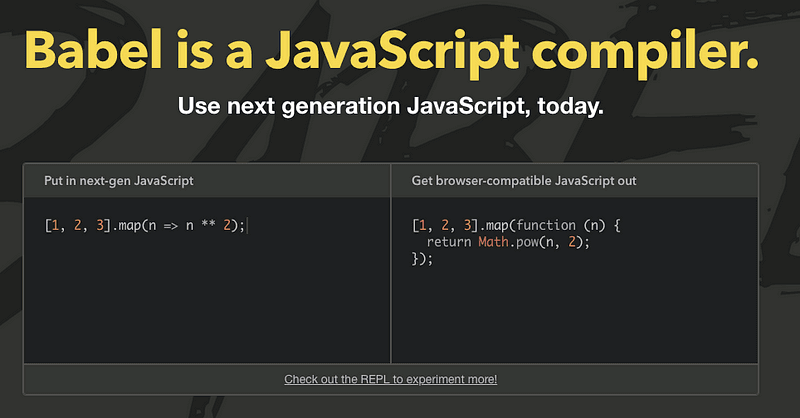 Babel is a JavaScript compiler.
Use next generation JavaScript, today.
Put in next-gen JavaScript
[1, 2, 3].map(n => n ** 2);
Get browser-compatible JavaScript out
[1, 2, 3].map(function (n) {
  return Math.pow(n, 2);
});
Check out the REPL to experiment more!